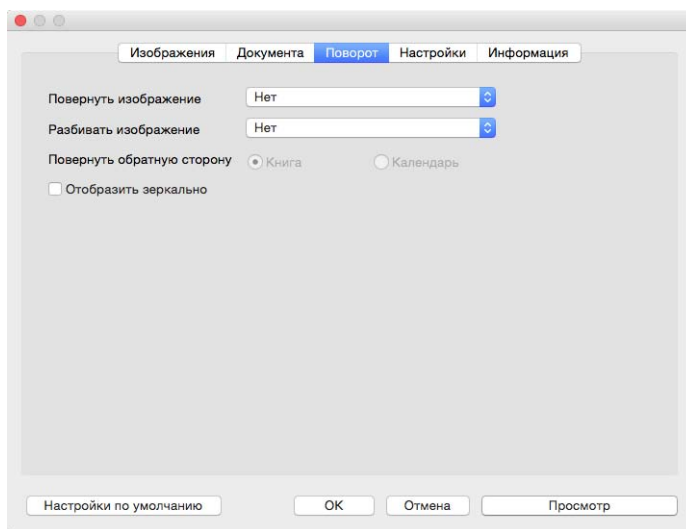 Изображения Документа Поворот Настройки Информация
Повернуть изображение Нет
Разбивать изображение Нет
Повернуть обратную сторону Книга Календарь
Отобразить зеркально
Настройки по умолчанию OK Отмена Просмотр